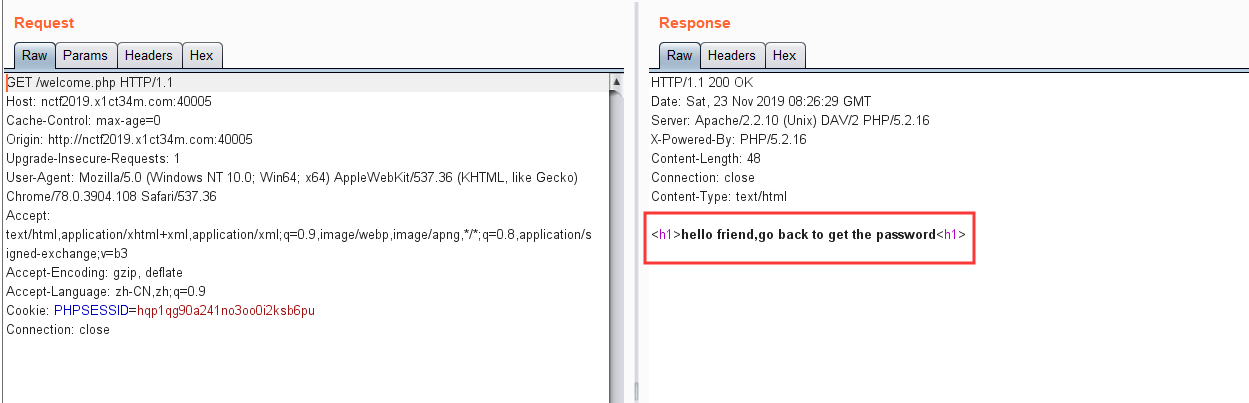 Request
Raw Params Headers Hex
GET /welcome.php HTTP/1.1
Host: nctf2019.x1ct34m.com:40005
Cache-Control: max-age=0
Origin: http://nctf2019.x1ct34m.com:40005
Upgrade-Insecure-Requests: 1
User-Agent: Mozilla/5.0 (Windows NT 10.0; Win64; x64) AppleWebKit/537.36 (KHTML, like Gecko)
Chrome/78.0.3904.108 Safari/537.36
Accept:
text/html,application/xhtml+xml,application/xml;q=0.9,image/webp,image/apng,*/*;q=0.8,application/s
igned-exchange;v=b3
Accept-Encoding: gzip, deflate
Accept-Language: zh-CN,zh;q=0.9
Cookie: PHPSESSID=hqp1qg90a241no3oo0i2ksb6pu
Connection: close
Response
Raw Headers Hex
HTTP/1.1 200 OK
Date: Sat, 23 Nov 2019 08:26:29 GMT
Server: Apache/2.2.10 (Unix) DAV/2 PHP/5.2.16
X-Powered-By: PHP/5.2.16
Content-Length: 48
Connection: close
Content-Type: text/html
<h1>hello friend,go back to get the password<h1>